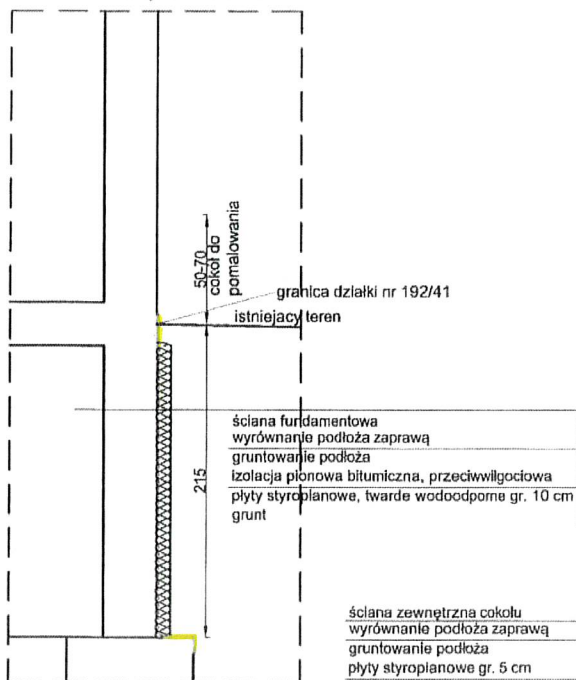 50-70
cokół do
pomalowania
granica działki nr 192/41
istniejacy teren
215
ściana fundamentowa
wyrównanie podłoża zaprawą
gruntowanie podłoża
izolacja pionowa bitumiczna, przeciwwilgociowa
płyty styropianowe, twarde wodoodporne gr. 10 cm
grunt
ściana zewnętrzna cokołu
wyrównanie podłoża zaprawą
gruntowanie podłoża
płyty styropianowe gr. 5 cm